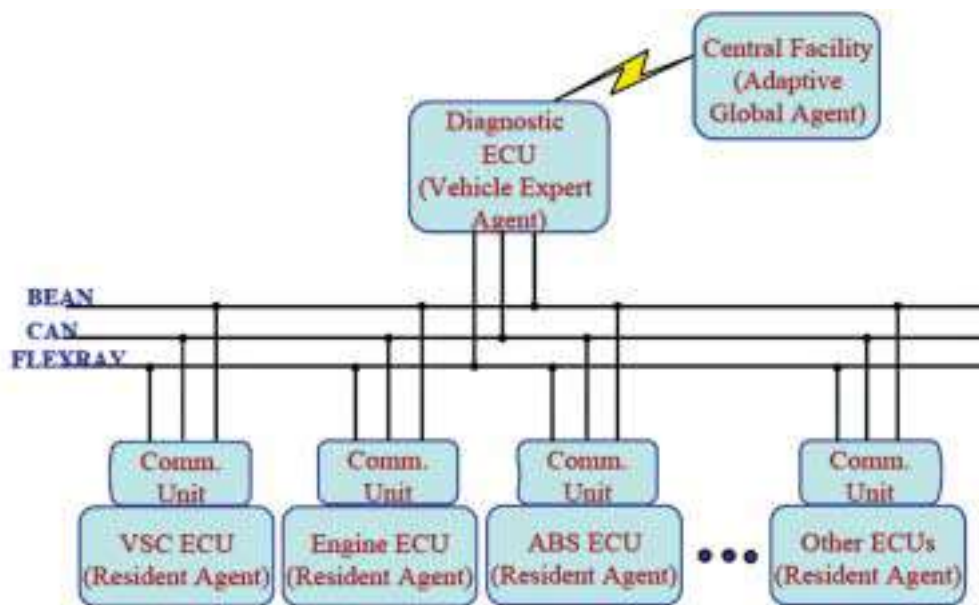 Central Facility
(Adaptive
Global Agent)
Diagnostic
ECU
(Vehicle Expert
Agent)
BEAN
CAN
FLEXRAY
Comm.
Unit
Comm.
Unit
Comm.
Unit
Comm.
Unit
VSC ECU
(Resident Agent)
Engine ECU
(Resident Agent)
ABS ECU
(Resident Agent)
Other ECUs
(Resident Agent)